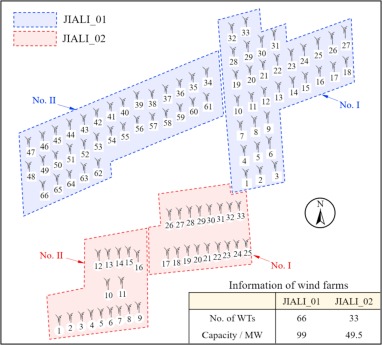 JIALI_01
JIALI_02
32 33
28 29 30 31
19 20 21 22 23 24 25 26 27
10 11 12 13 14 15 16 17 18
7 8 9
4 5 6
1 2 3
No. I
No. II
47 46 45 44 43 42 41 40 39 38 37 36 35 34
48 49 50 51 52 53 54 55 56 57 58 59 60 61
66 65 64 63 62
26 27 28 29 30 31 32 33
17 18 19 20 21 22 23 24 25
No. I
No. II
12 13 14 15 16
10 11
1 2 3 4 5 6 7 8 9
N
Information of wind farms
JIALI_01 JIALI_02
No. of WTs 66 33
Capacity / MW 99 49.5